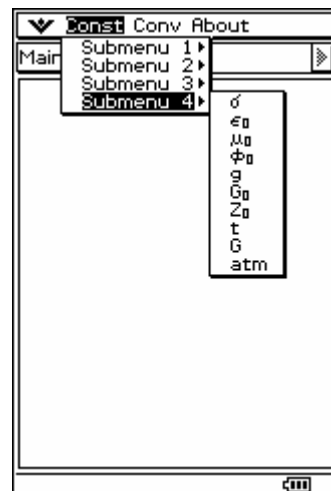 Const Conv About
Main
Submenu 1
Submenu 2
Submenu 3
Submenu 4
σ
ϵ0
μ0
Φ0
g
G0
Z0
t
G
atm